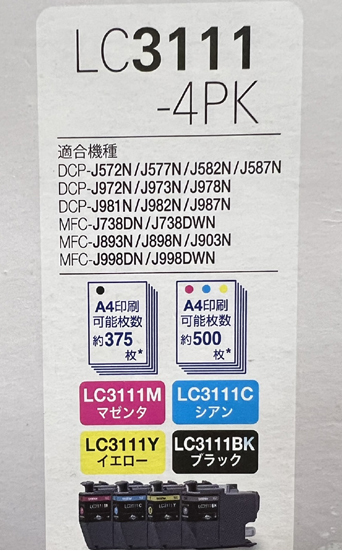 LC3111
-4PK
適合機種
DCP-J572N/J577N/J582N/J587N
DCP-J972N/J973N/J978N
DCP-J981N/J982N/J987N
MFC-J738DN/J738DWN
MFC-J893N/J898N/J903N
MFC-J998DN/J998DWN
A4印刷
可能枚数
約375
枚*
A4印刷
可能枚数
約500
枚*
LC3111M
マゼンタ
LC3111C
シアン
LC3111Y
イエロー
LC3111BK
ブラック